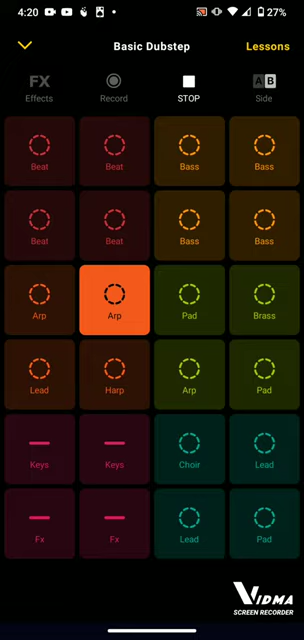 4:20 27%
Basic Dubstep Lessons
FX A B
Effects Record STOP Side
Beat Beat Bass Bass
Beat Beat Bass Bass
Arp Arp Pad Brass
Lead Harp Arp Pad
Keys Keys Choir Lead
Fx Fx Lead Pad
VIDMA
SCREEN RECORDER